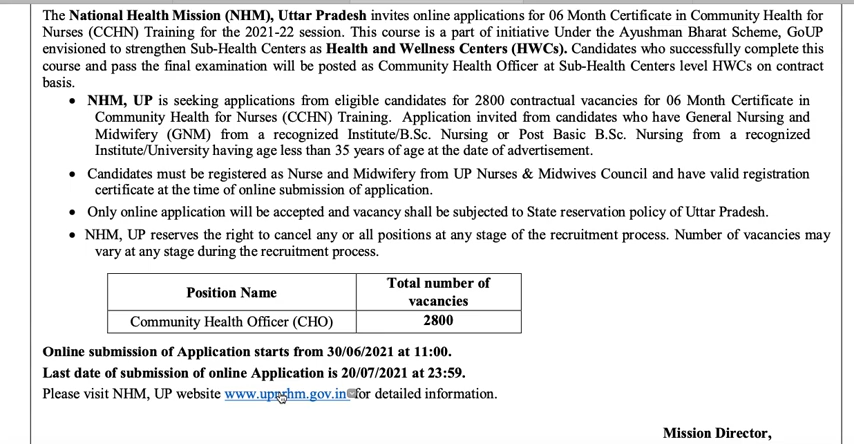 The National Health Mission (NHM), Uttar Pradesh invites online applications for 06 Month Certificate in Community Health for
Nurses (CCHN) Training for the 2021-22 session. This course is a part of initiative Under the Ayushman Bharat Scheme, GoUP
envisioned to strengthen Sub-Health Centers as Health and Wellness Centers (HWCs). Candidates who successfully complete this
course and pass the final examination will be posted as Community Health Officer at Sub-Health Centers level HWCs on contract
basis.
• NHM, UP is seeking applications from eligible candidates for 2800 contractual vacancies for 06 Month Certificate in
Community Health for Nurses (CCHN) Training. Application invited from candidates who have General Nursing and
Midwifery (GNM) from a recognized Institute/B.Sc. Nursing or Post Basic B.Sc. Nursing from a recognized
Institute/University having age less than 35 years of age at the date of advertisement.
• Candidates must be registered as Nurse and Midwifery from UP Nurses & Midwives Council and have valid registration
certificate at the time of online submission of application.
• Only online application will be accepted and vacancy shall be subjected to State reservation policy of Uttar Pradesh.
• NHM, UP reserves the right to cancel any or all positions at any stage of the recruitment process. Number of vacancies may
vary at any stage during the recruitment process.
Position Name
Total number of
vacancies
Community Health Officer (CHO)
2800
Online submission of Application starts from 30/06/2021 at 11:00.
Last date of submission of online Application is 20/07/2021 at 23:59.
Please visit NHM, UP website for detailed information.
Mission Director,